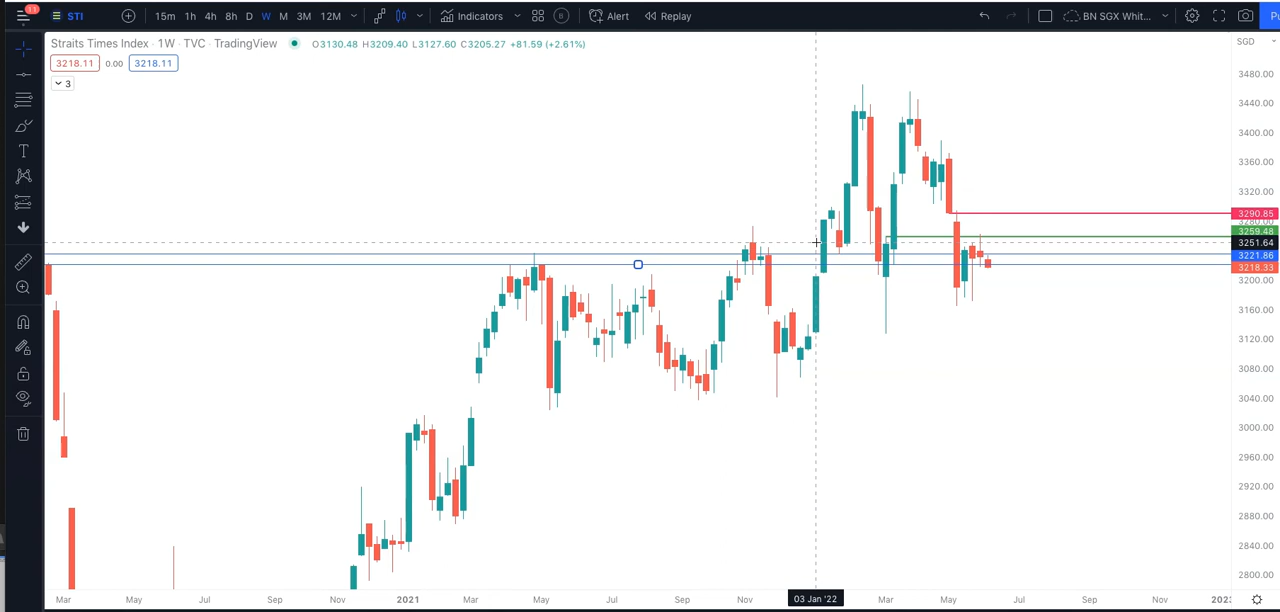 11
STI
15m 1h 4h 8h D W M 3M 12M
Indicators
B
Alert
Replay
BN SGX Whit...
Pu
Straits Times Index · 1W · TVC · TradingView
O3130.48 H3209.40 L3127.60 C3205.27 +81.59 (+2.61%)
3218.11 0.00 3218.11
3
SGD
3480.00
3440.00
3400.00
3360.00
3320.00
3290.85
3280.00
3259.48
3251.64
3221.86
3218.33
3200.00
3160.00
3120.00
3080.00
3040.00
3000.00
2960.00
2920.00
2880.00
2840.00
2800.00
Mar May Jul Sep Nov 2021 Mar May Jul Sep Nov 03 Jan '22 Mar May Jul Sep Nov 2023